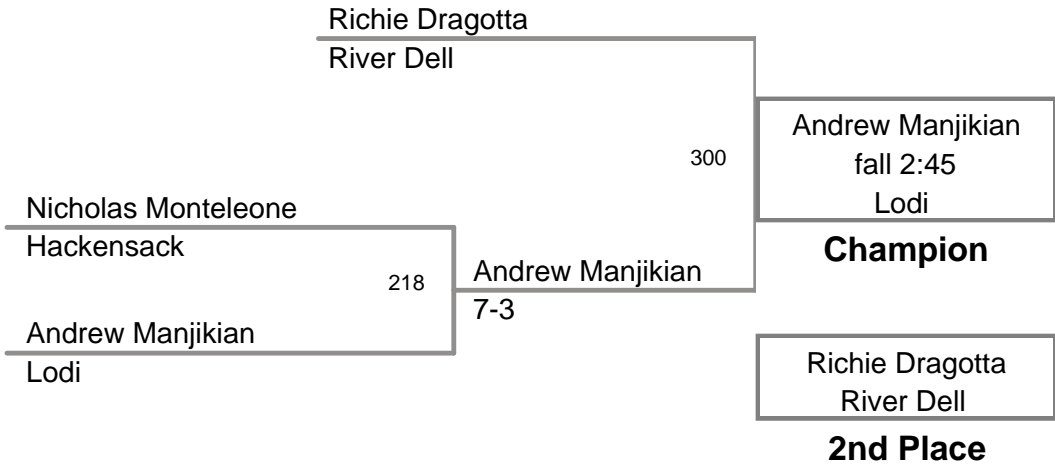 Richie Dragotta
River Dell
300
Andrew Manjikian
fall 2:45
Lodi
Champion
Nicholas Monteleone
Hackensack
218
Andrew Manjikian
7-3
Andrew Manjikian
Lodi
Richie Dragotta
River Dell
2nd Place